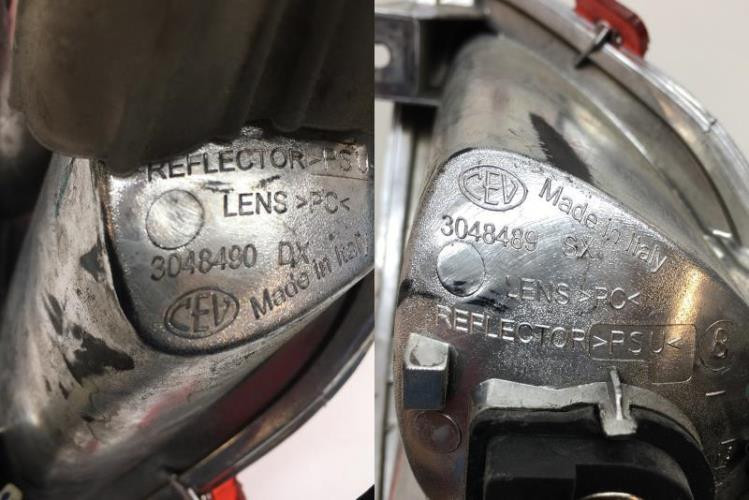 REFLECTOR >PSU
LENS >PC<
3048490 DX
CEV Made in Italy
CEV Made in Italy
3048489 SX
LENS >PC<
REFLECTOR >PSU<